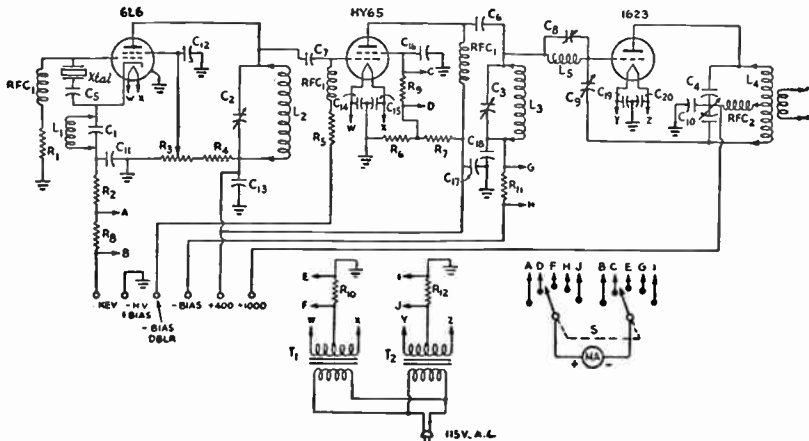 6L6 HY65 1623
C12 C7 C14 C6 C8
RFC1 Xtal W X RFC1 C RFC1 L5 C4 L4
C5 C2 L2 R9 C3 L3 C9 C19 C20 C10
L1 C1 C14 C15 D Y Z RFC2
R1 C11 R3 R4 R5 W X R6 R7 C18
R2 C13 C17 G
A R11
R8 H
B
KEY -HV +BIAS -BIAS DBLR -BIAS +400 +1000
E R10 R12
F J
W X Y Z
T1 T2
A D F H J B C E G I
S
+ MA -
115V. A.C.